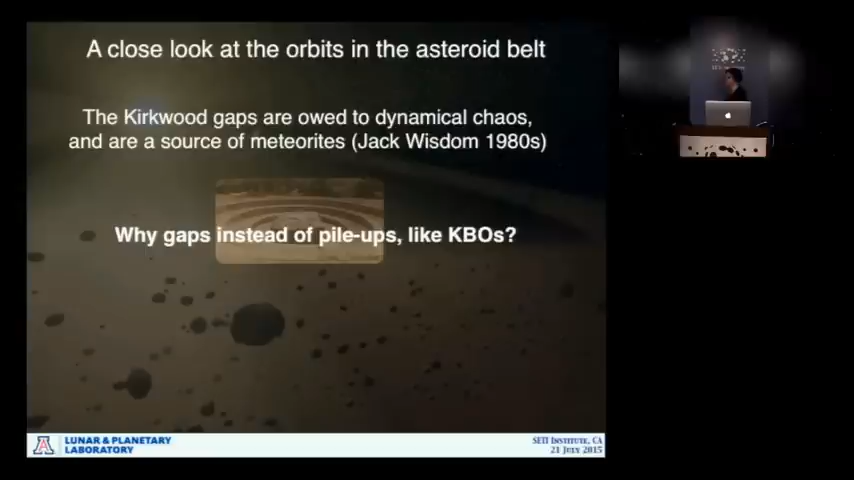 A close look at the orbits in the asteroid belt
The Kirkwood gaps are owed to dynamical chaos,
and are a source of meteorites (Jack Wisdom 1980s)
Why gaps instead of pile-ups, like KBOs?
LUNAR & PLANETARY
LABORATORY
SETI INSTITUTE, CA
21 JULY 2015